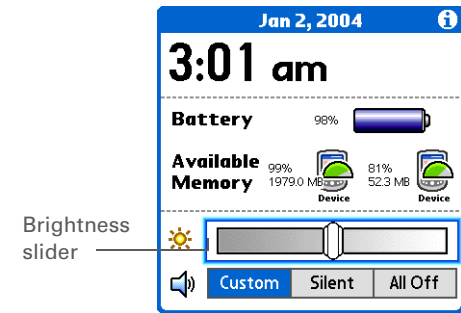 Jan 2, 2004
3:01 am
Battery 98%
Available Memory 99% 1979.0 MB 81% 52.3 MB
Device Device
Brightness slider
Custom Silent All Off